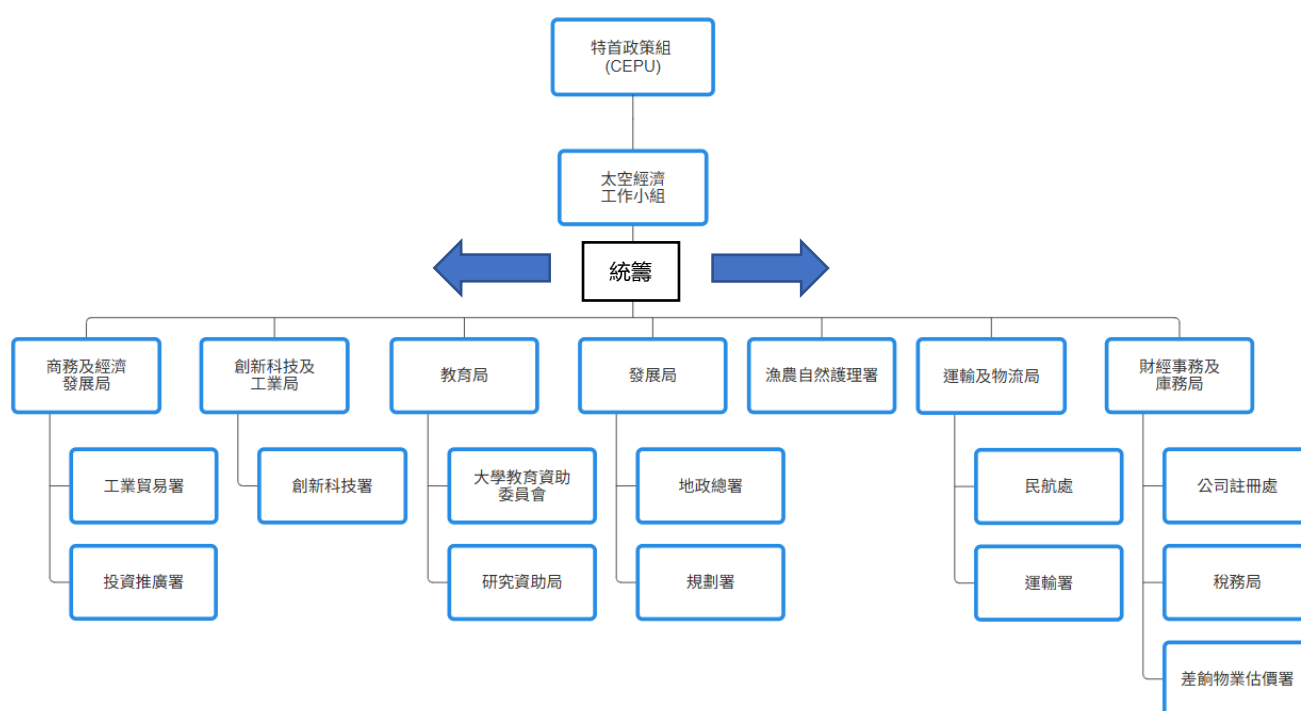 特首政策組
(CEPU)
太空經濟
工作小組
統籌
商務及經濟
發展局
創新科技及
工業局
教育局
發展局
漁農自然護理署
運輸及物流局
財經事務及
庫務局
工業貿易署
創新科技署
大學教育資助
委員會
地政總署
民航處
公司註冊處
投資推廣署
研究資助局
規劃署
運輸署
稅務局
差餉物業估價署